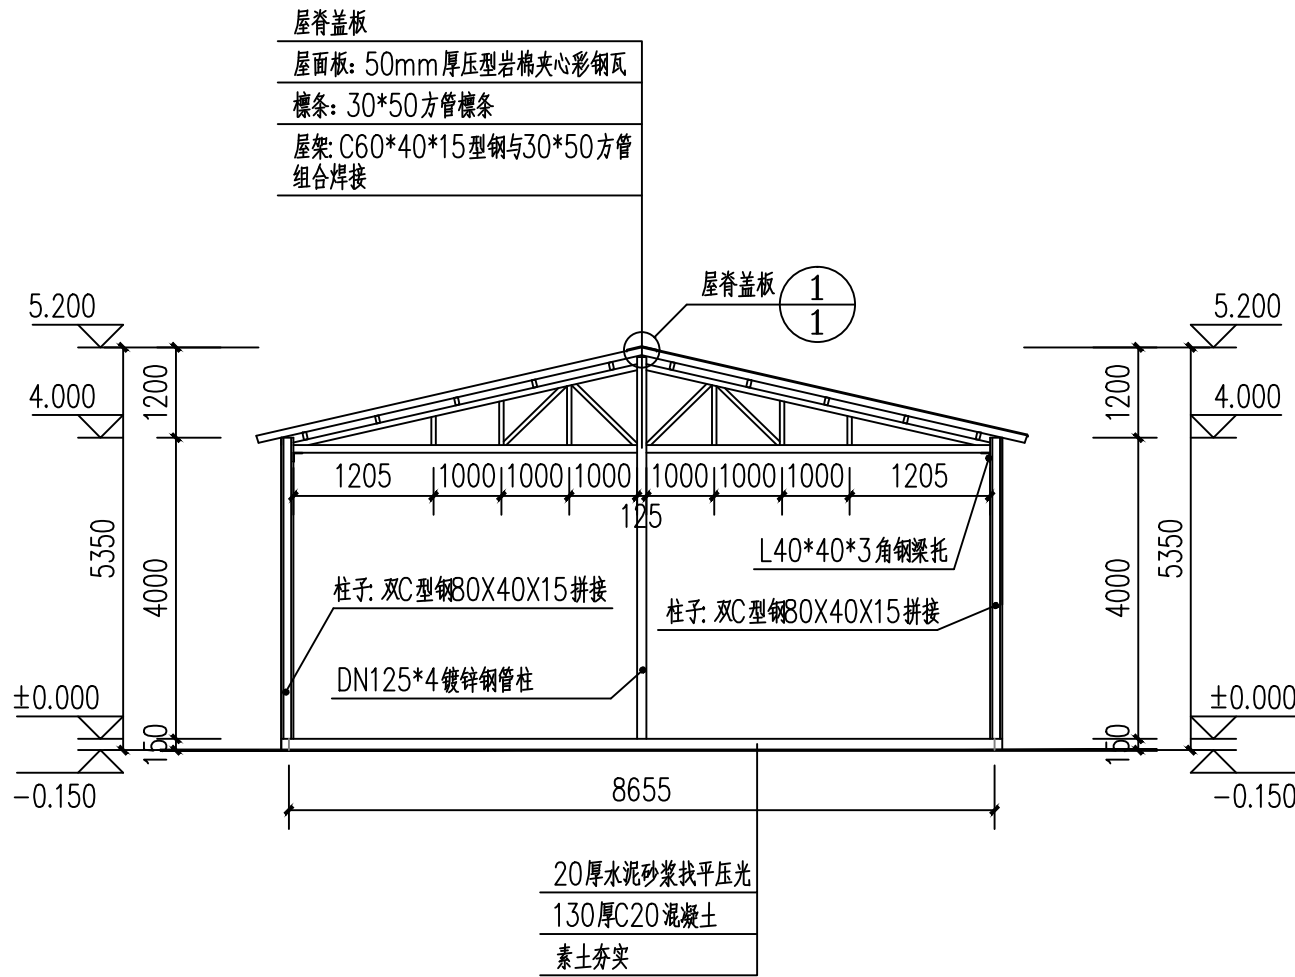 屋脊盖板
屋面板: 50mm厚压型岩棉夹心彩钢瓦
檩条: 30*50方管檩条
屋架: C60*40*15型钢与30*50方管
组合焊接
屋脊盖板
1
1
5.200
5.200
4.000
4.000
1200
1200
1205 1000 1000 1000 1000 1000 1000 1205
125
L40*40*3角钢梁托
5350
4000
4000
5350
柱子: 双C型钢80X40X15拼接
柱子: 双C型钢80X40X15拼接
DN125*4镀锌钢管柱
±0.000
±0.000
150
150
-0.150
-0.150
8655
20厚水泥砂浆找平压光
130厚C20混凝土
素土夯实